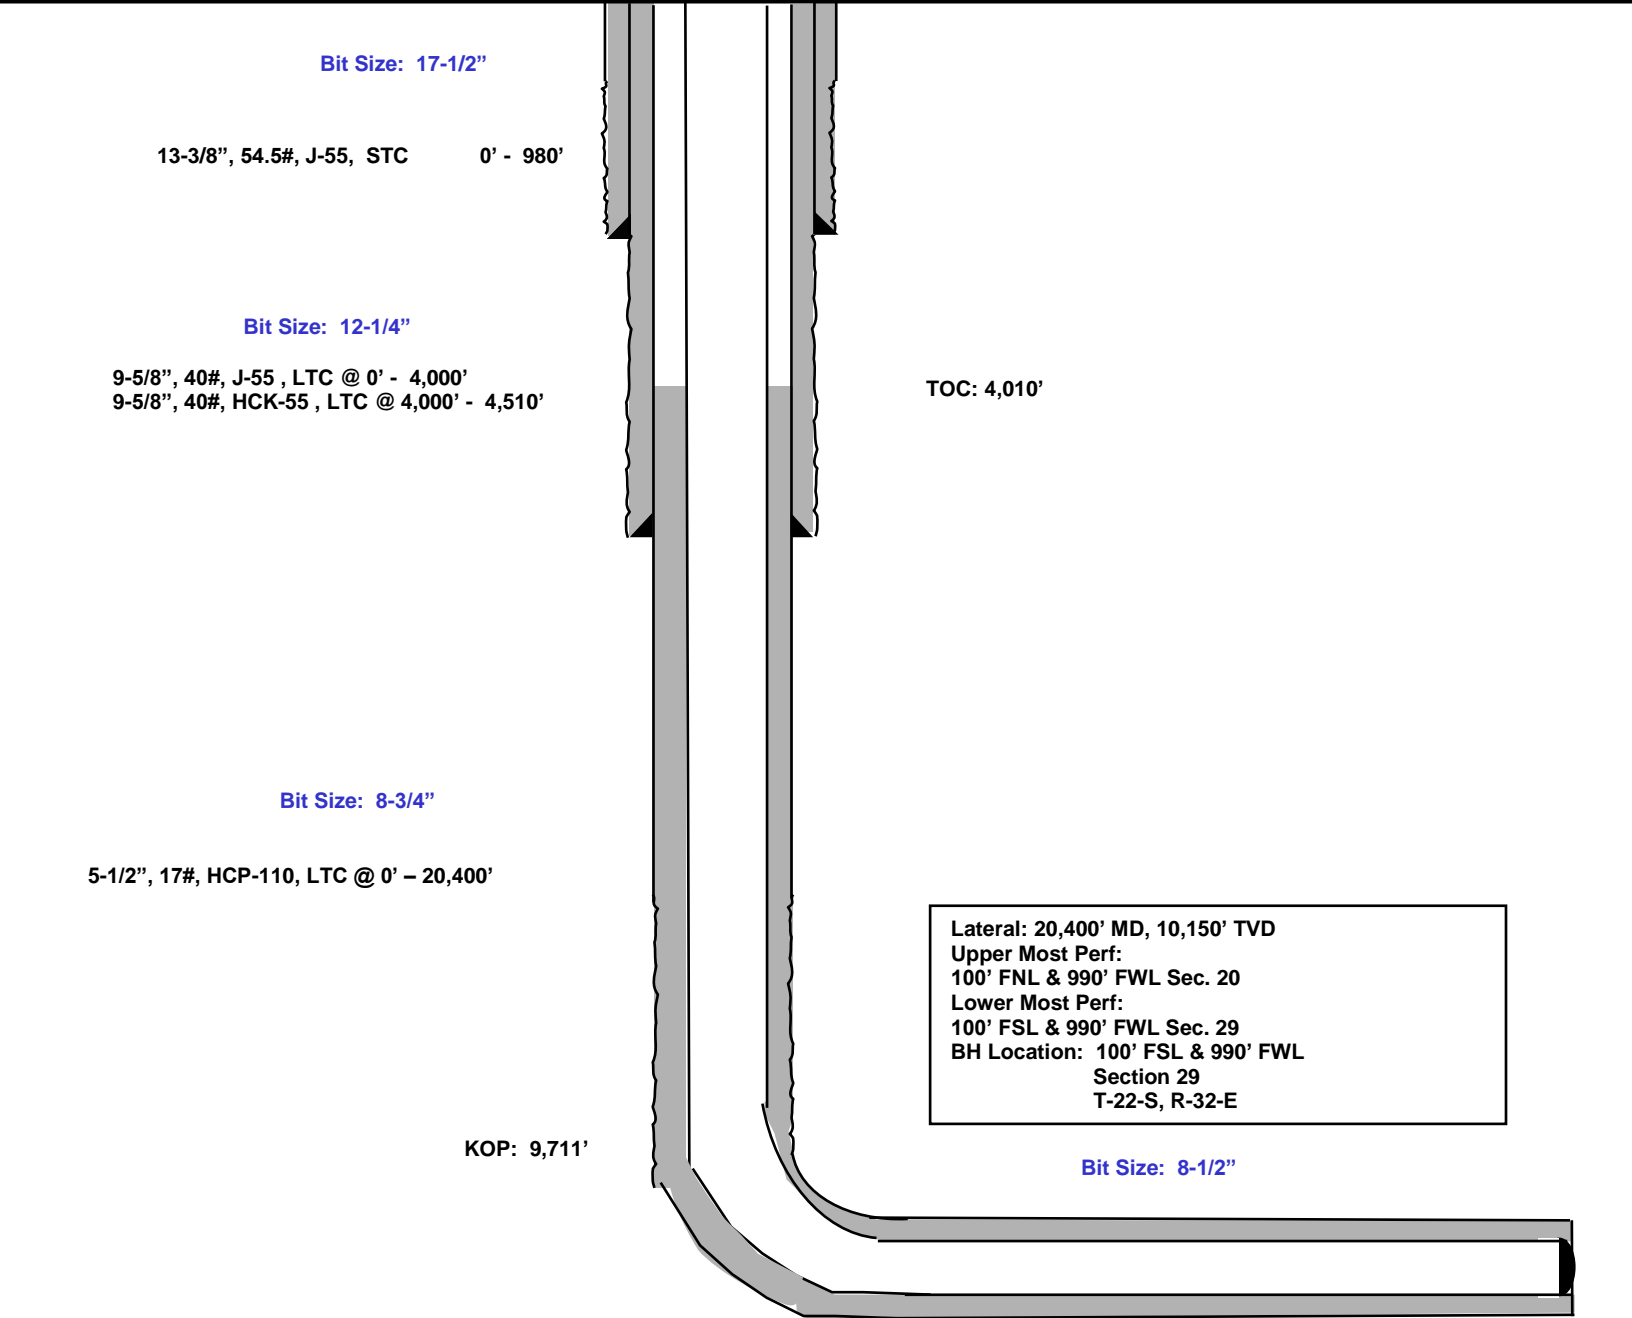 Bit Size: 17-1/2”
13-3/8”, 54.5#, J-55, STC 0’ - 980’
Bit Size: 12-1/4”
9-5/8”, 40#, J-55 , LTC @ 0’ - 4,000’
9-5/8”, 40#, HCK-55 , LTC @ 4,000’ - 4,510’
TOC: 4,010’
Bit Size: 8-3/4”
5-1/2”, 17#, HCP-110, LTC @ 0’ – 20,400’
Lateral: 20,400’ MD, 10,150’ TVD
Upper Most Perf:
100’ FNL & 990’ FWL Sec. 20
Lower Most Perf:
100’ FSL & 990’ FWL Sec. 29
BH Location: 100’ FSL & 990’ FWL
Section 29
T-22-S, R-32-E
KOP: 9,711’
Bit Size: 8-1/2”